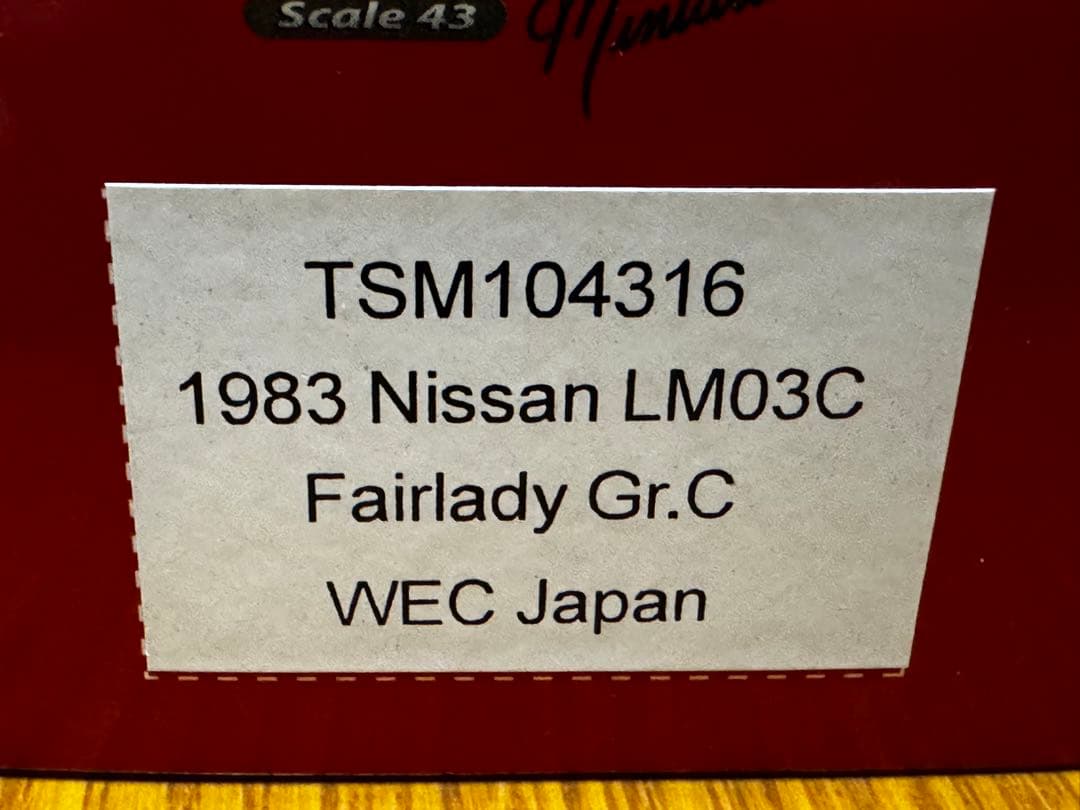 Scale 43
TSM104316
1983 Nissan LM03C
Fairlady Gr.C
WEC Japan